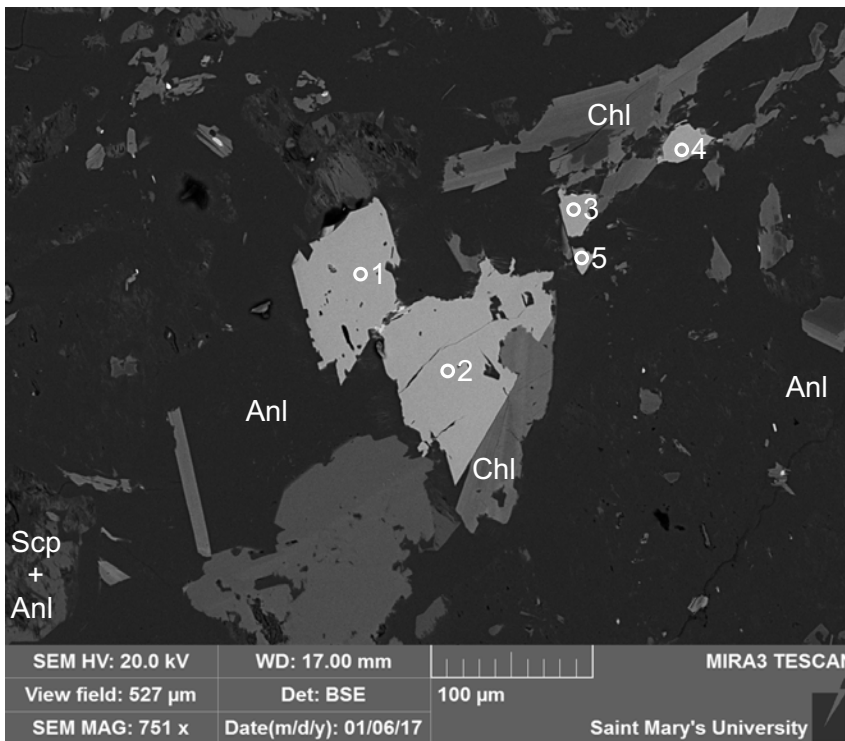 Chl
4
3
5
1
2
Anl
Anl
Chl
Scp
+
Anl
SEM HV: 20.0 kV
WD: 17.00 mm
MIRA3 TESCAN
View field: 527 µm
Det: BSE
100 µm
SEM MAG: 751 x
Date(m/d/y): 01/06/17
Saint Mary's University